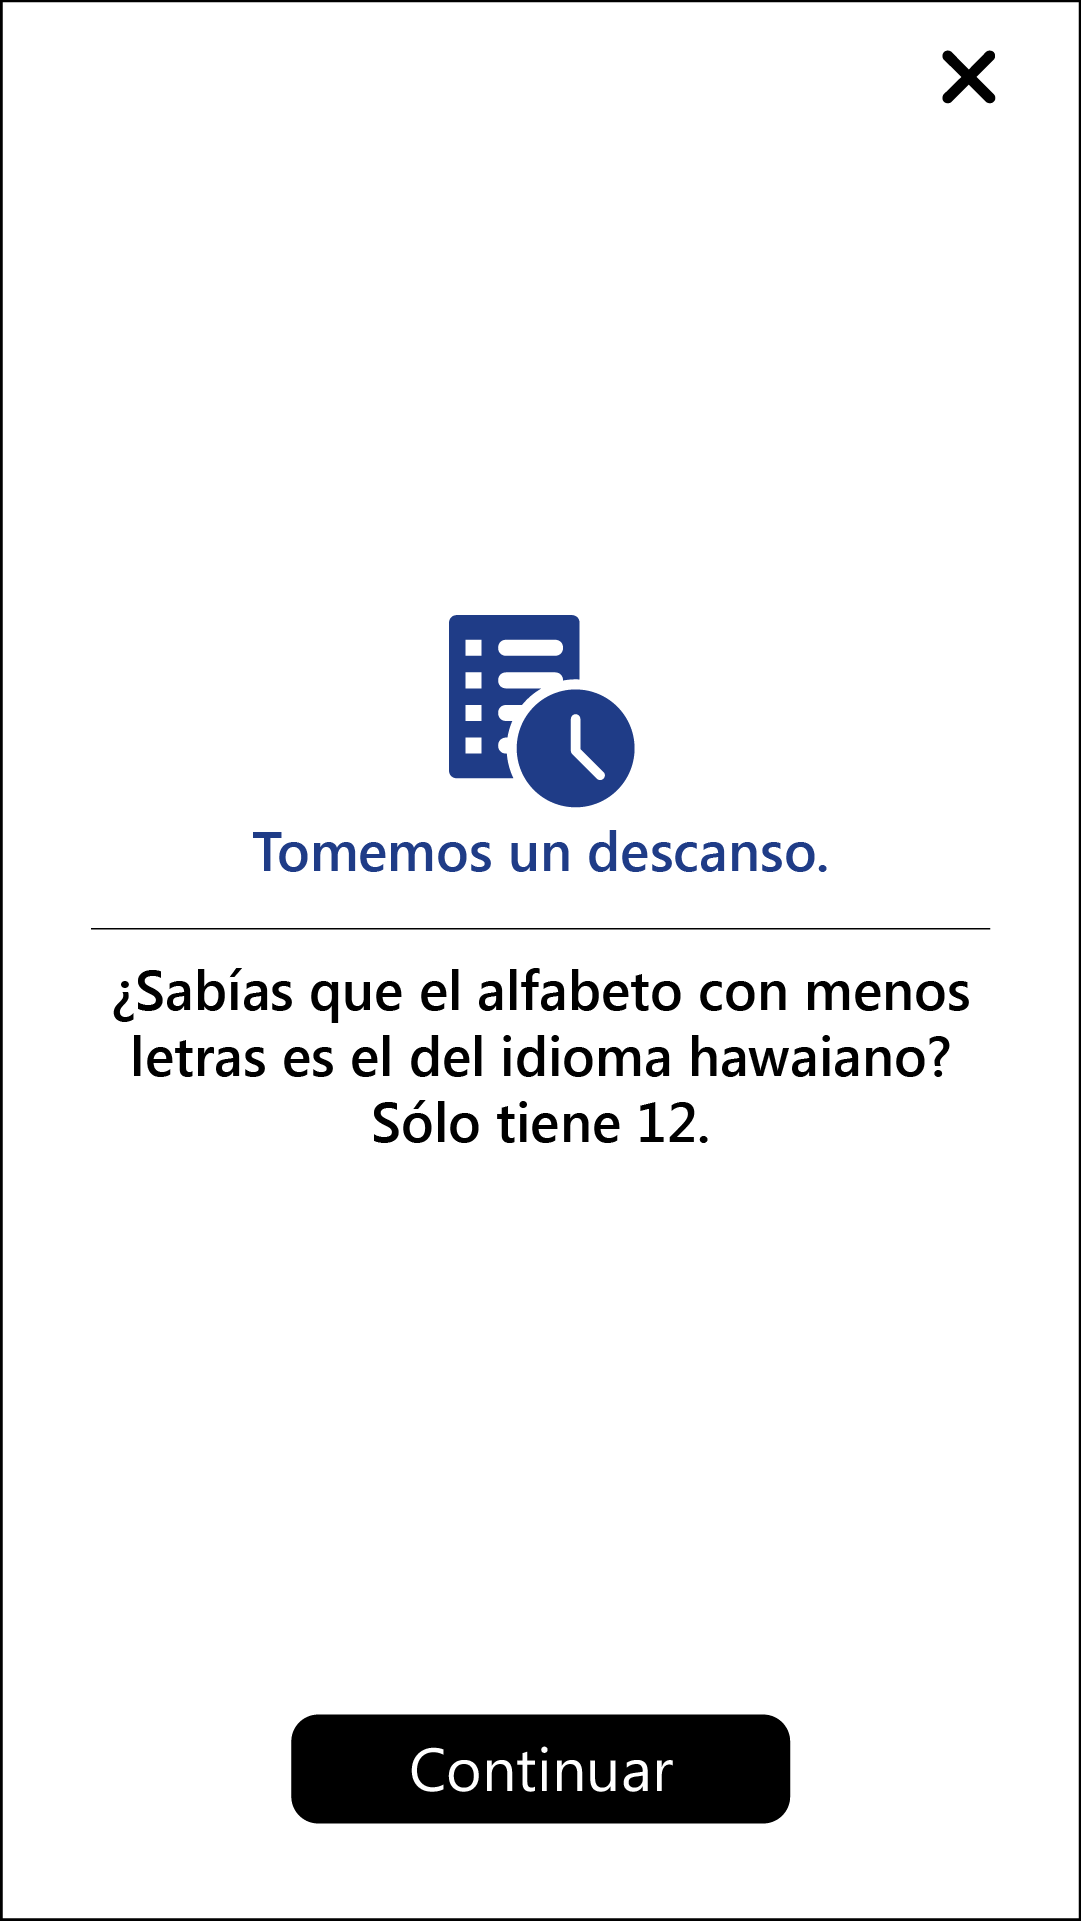 Tomemos un descanso.
¿Sabías que el alfabeto con menos
letras es el del idioma hawaiano?
Sólo tiene 12.
Continuar